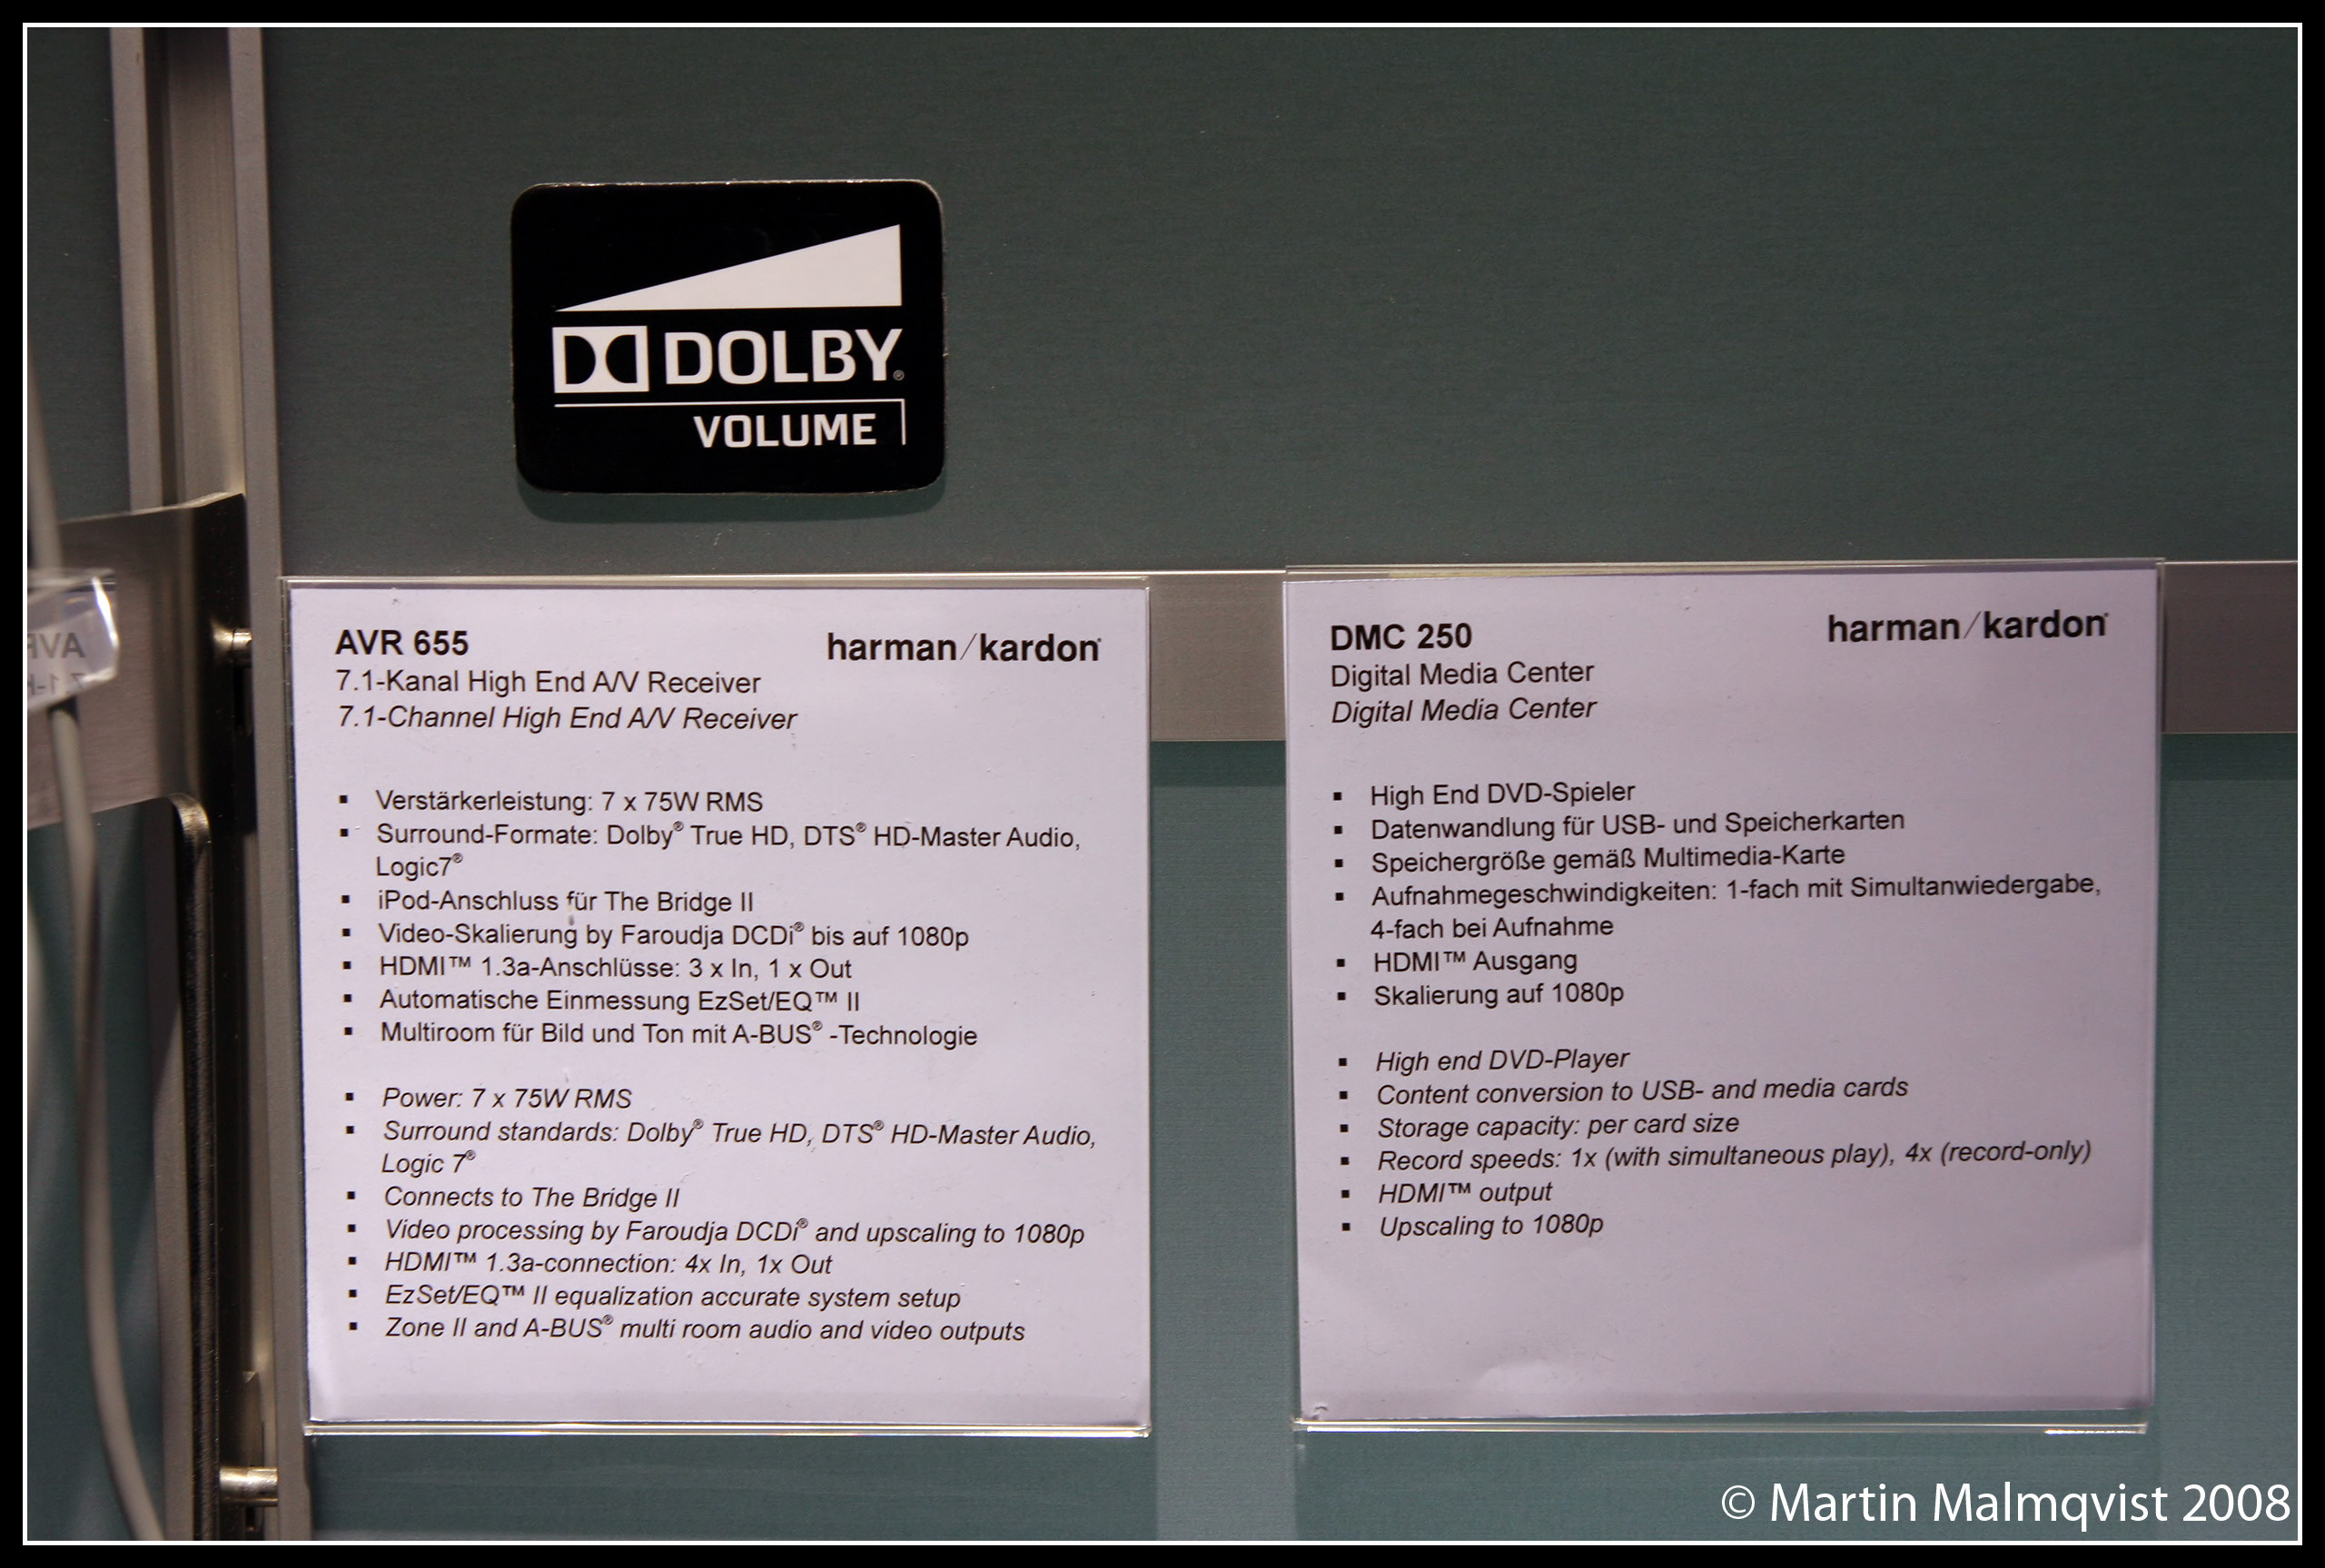 DOLBY®
VOLUME
AVR 655
harman/kardon®
7.1-Kanal High End A/V Receiver
7.1-Channel High End A/V Receiver
▪ Verstärkerleistung: 7 x 75W RMS
▪ Surround-Formate: Dolby® True HD, DTS® HD-Master Audio,
Logic7®
▪ iPod-Anschluss für The Bridge II
▪ Video-Skalierung by Faroudja DCDi® bis auf 1080p
▪ HDMI™ 1.3a-Anschlüsse: 3 x In, 1 x Out
▪ Automatische Einmessung EzSet/EQ™ II
▪ Multiroom für Bild und Ton mit A-BUS® -Technologie
▪ Power: 7 x 75W RMS
▪ Surround standards: Dolby® True HD, DTS® HD-Master Audio,
Logic 7®
▪ Connects to The Bridge II
▪ Video processing by Faroudja DCDi® and upscaling to 1080p
▪ HDMI™ 1.3a-connection: 4x In, 1x Out
▪ EzSet/EQ™ II equalization accurate system setup
▪ Zone II and A-BUS® multi room audio and video outputs
DMC 250
harman/kardon®
Digital Media Center
Digital Media Center
▪ High End DVD-Spieler
▪ Datenwandlung für USB- und Speicherkarten
▪ Speichergröße gemäß Multimedia-Karte
▪ Aufnahmegeschwindigkeiten: 1-fach mit Simultanwiedergabe,
4-fach bei Aufnahme
▪ HDMI™ Ausgang
▪ Skalierung auf 1080p
▪ High end DVD-Player
▪ Content conversion to USB- and media cards
▪ Storage capacity: per card size
▪ Record speeds: 1x (with simultaneous play), 4x (record-only)
▪ HDMI™ output
▪ Upscaling to 1080p
© Martin Malmqvist 2008